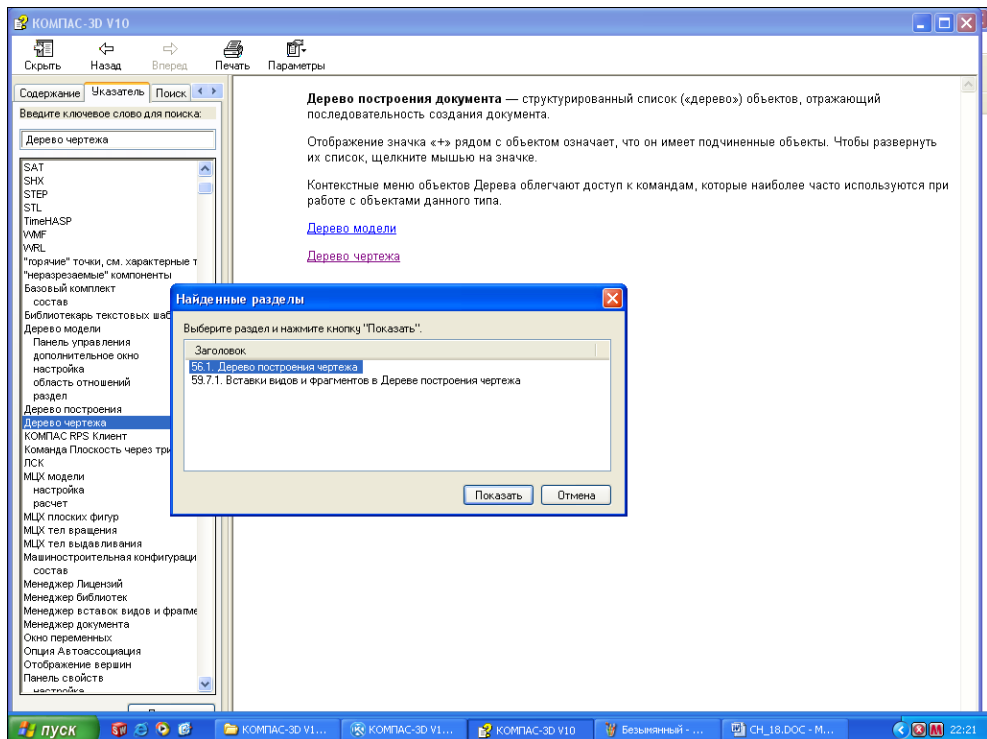 КОМПАС-3D V10
Скрыть Назад Вперед Печать Параметры
Содержание Указатель Поиск
Введите ключевое слово для поиска:
Дерево чертежа
SAT
SHX
STEP
STL
TimeHASP
WMF
WRL
"горячие" точки, см. характерные т
"неразрезаемые" компоненты
Базовый комплект
состав
Библиотекарь текстовых шаб
Дерево модели
Панель управления
дополнительное окно
настройка
область отношений
раздел
Дерево построения
Дерево чертежа
КОМПАС RPS Клиент
Команда Плоскость через три
ЛСК
МЦХ модели
настройка
расчет
МЦХ плоских фигур
МЦХ тел вращения
МЦХ тел выдавливания
Машиностроительная конфигураци
состав
Менеджер Лицензий
Менеджер библиотек
Менеджер вставок видов и фрагме
Менеджер документа
Окно переменных
Опция Автоассоциация
Отображение вершин
Панель свойств
настройка
Дерево построения документа — структурированный список («дерево») объектов, отражающий
последовательность создания документа.
Отображение значка «+» рядом с объектом означает, что он имеет подчиненные объекты. Чтобы развернуть
их список, щелкните мышью на значке.
Контекстные меню объектов Дерева облегчают доступ к командам, которые наиболее часто используются при
работе с объектами данного типа.
Дерево модели
Дерево чертежа
Найденные разделы
Выберите раздел и нажмите кнопку "Показать".
Заголовок
56.1. Дерево построения чертежа
59.7.1. Вставки видов и фрагментов в Дереве построения чертежа
Показать Отмена
пуск КОМПАС-3D V1... КОМПАС-3D V1... КОМПАС-3D V10 Безымянный - ... CH_18.DOC - M... 22:21